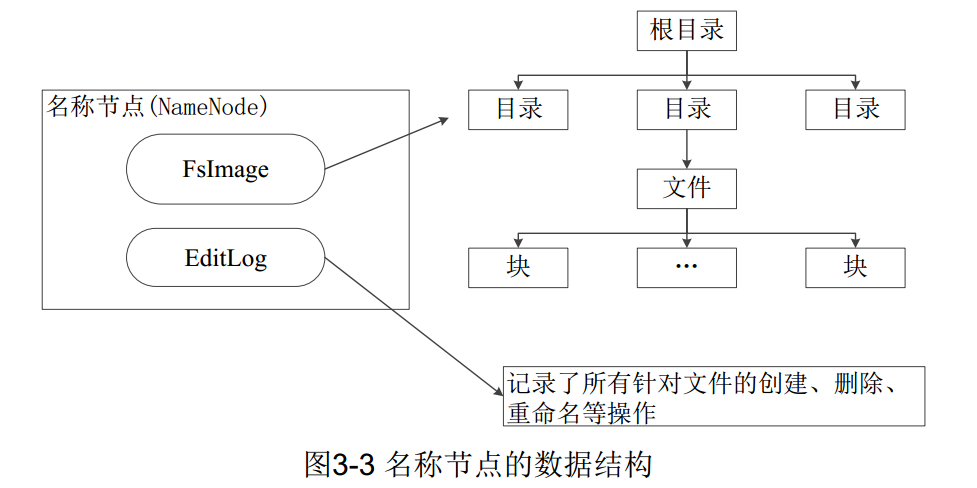 根目录
名称节点(NameNode)
目录
目录
目录
FsImage
文件
EditLog
块
…
块
记录了所有针对文件的创建、删除、
重命名等操作
图3-3 名称节点的数据结构